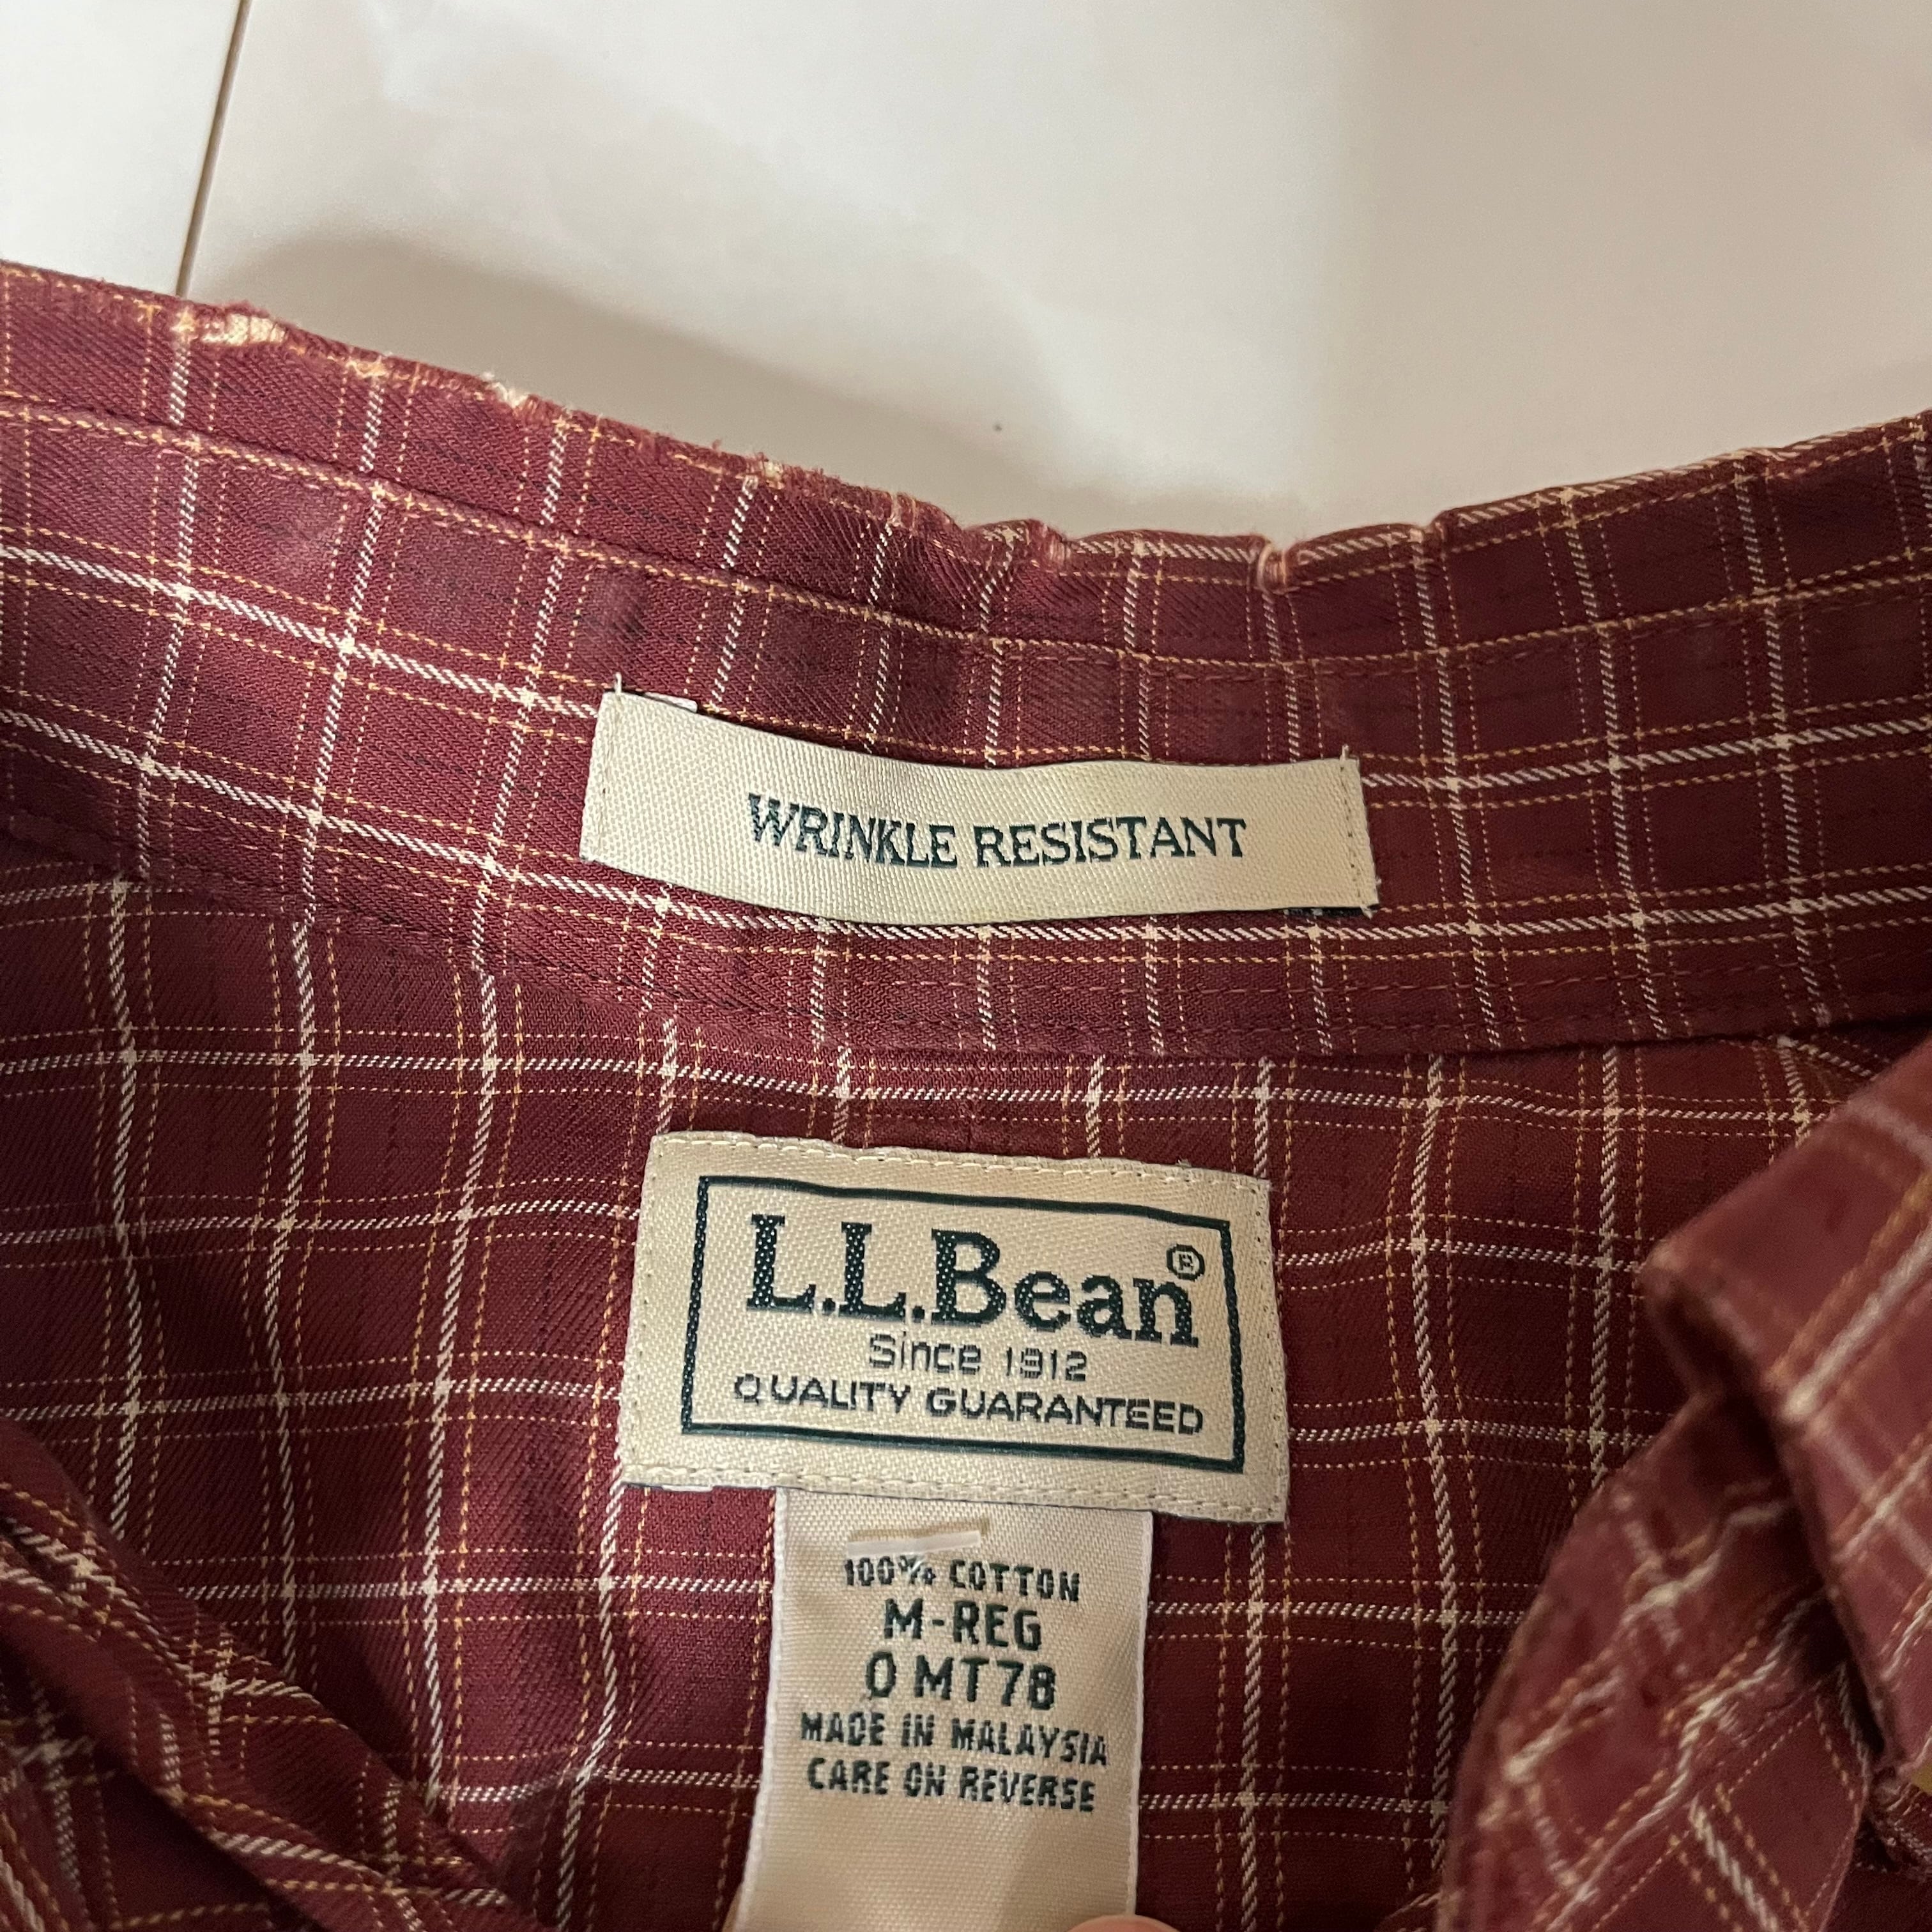 WRINKLE RESISTANT
L.L.Bean®
Since 1912
QUALITY GUARANTEED
100% COTTON
M-REG
0 MT78
MADE IN MALAYSIA
CARE ON REVERSE